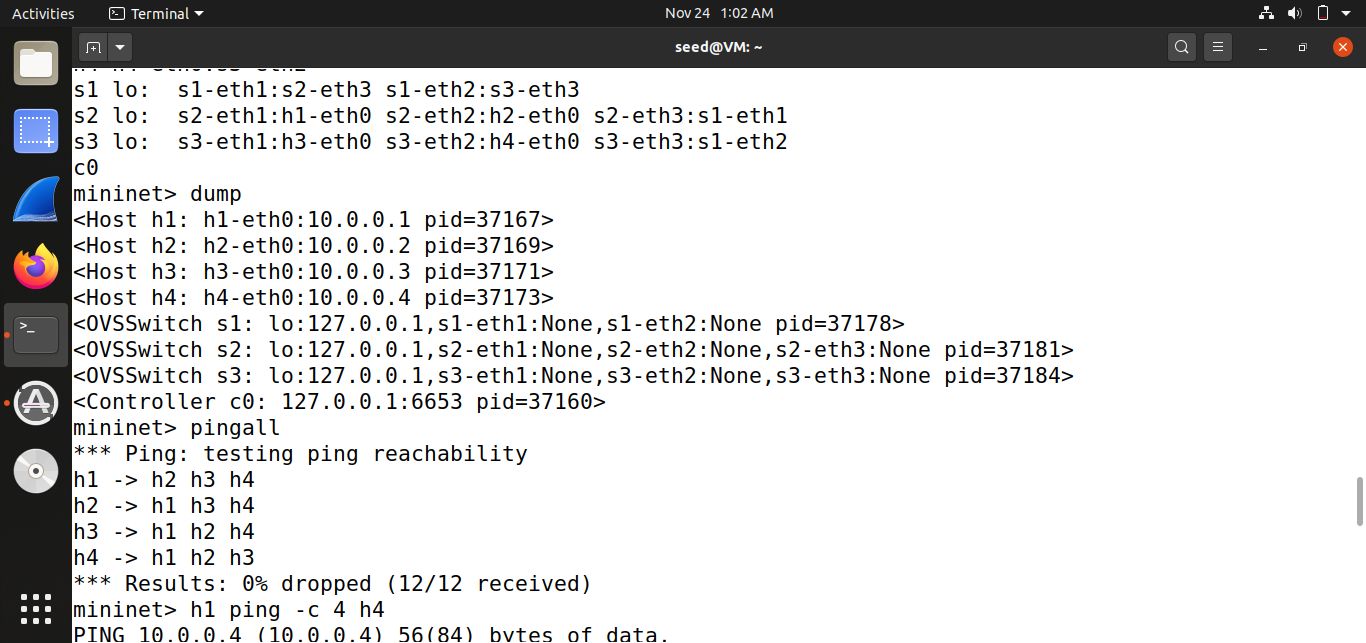 Activities Terminal Nov 24 1:02 AM
seed@VM: ~
s1 lo:  s1-eth1:s2-eth3 s1-eth2:s3-eth3
s2 lo:  s2-eth1:h1-eth0 s2-eth2:h2-eth0 s2-eth3:s1-eth1
s3 lo:  s3-eth1:h3-eth0 s3-eth2:h4-eth0 s3-eth3:s1-eth2
c0
mininet> dump
<Host h1: h1-eth0:10.0.0.1 pid=37167>
<Host h2: h2-eth0:10.0.0.2 pid=37169>
<Host h3: h3-eth0:10.0.0.3 pid=37171>
<Host h4: h4-eth0:10.0.0.4 pid=37173>
<OVSSwitch s1: lo:127.0.0.1,s1-eth1:None,s1-eth2:None pid=37178>
<OVSSwitch s2: lo:127.0.0.1,s2-eth1:None,s2-eth2:None,s2-eth3:None pid=37181>
<OVSSwitch s3: lo:127.0.0.1,s3-eth1:None,s3-eth2:None,s3-eth3:None pid=37184>
<Controller c0: 127.0.0.1:6653 pid=37160>
mininet> pingall
*** Ping: testing ping reachability
h1 -> h2 h3 h4
h2 -> h1 h3 h4
h3 -> h1 h2 h4
h4 -> h1 h2 h3
*** Results: 0% dropped (12/12 received)
mininet> h1 ping -c 4 h4
PING 10.0.0.4 (10.0.0.4) 56(84) bytes of data.